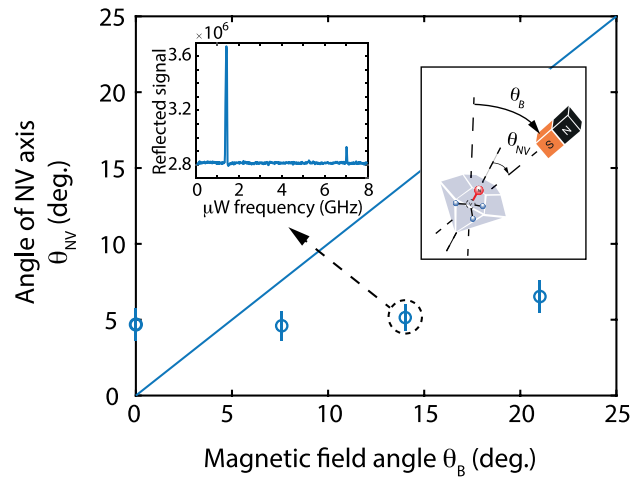 25
20
15
10
5
0
0
5
10
15
20
25
Angle of NV axis
θNV (deg.)
Magnetic field angle θB (deg.)
×10⁶
3.6
3.2
2.8
Reflected signal
0
2
4
6
8
μW frequency (GHz)
θB
θNV
S
N